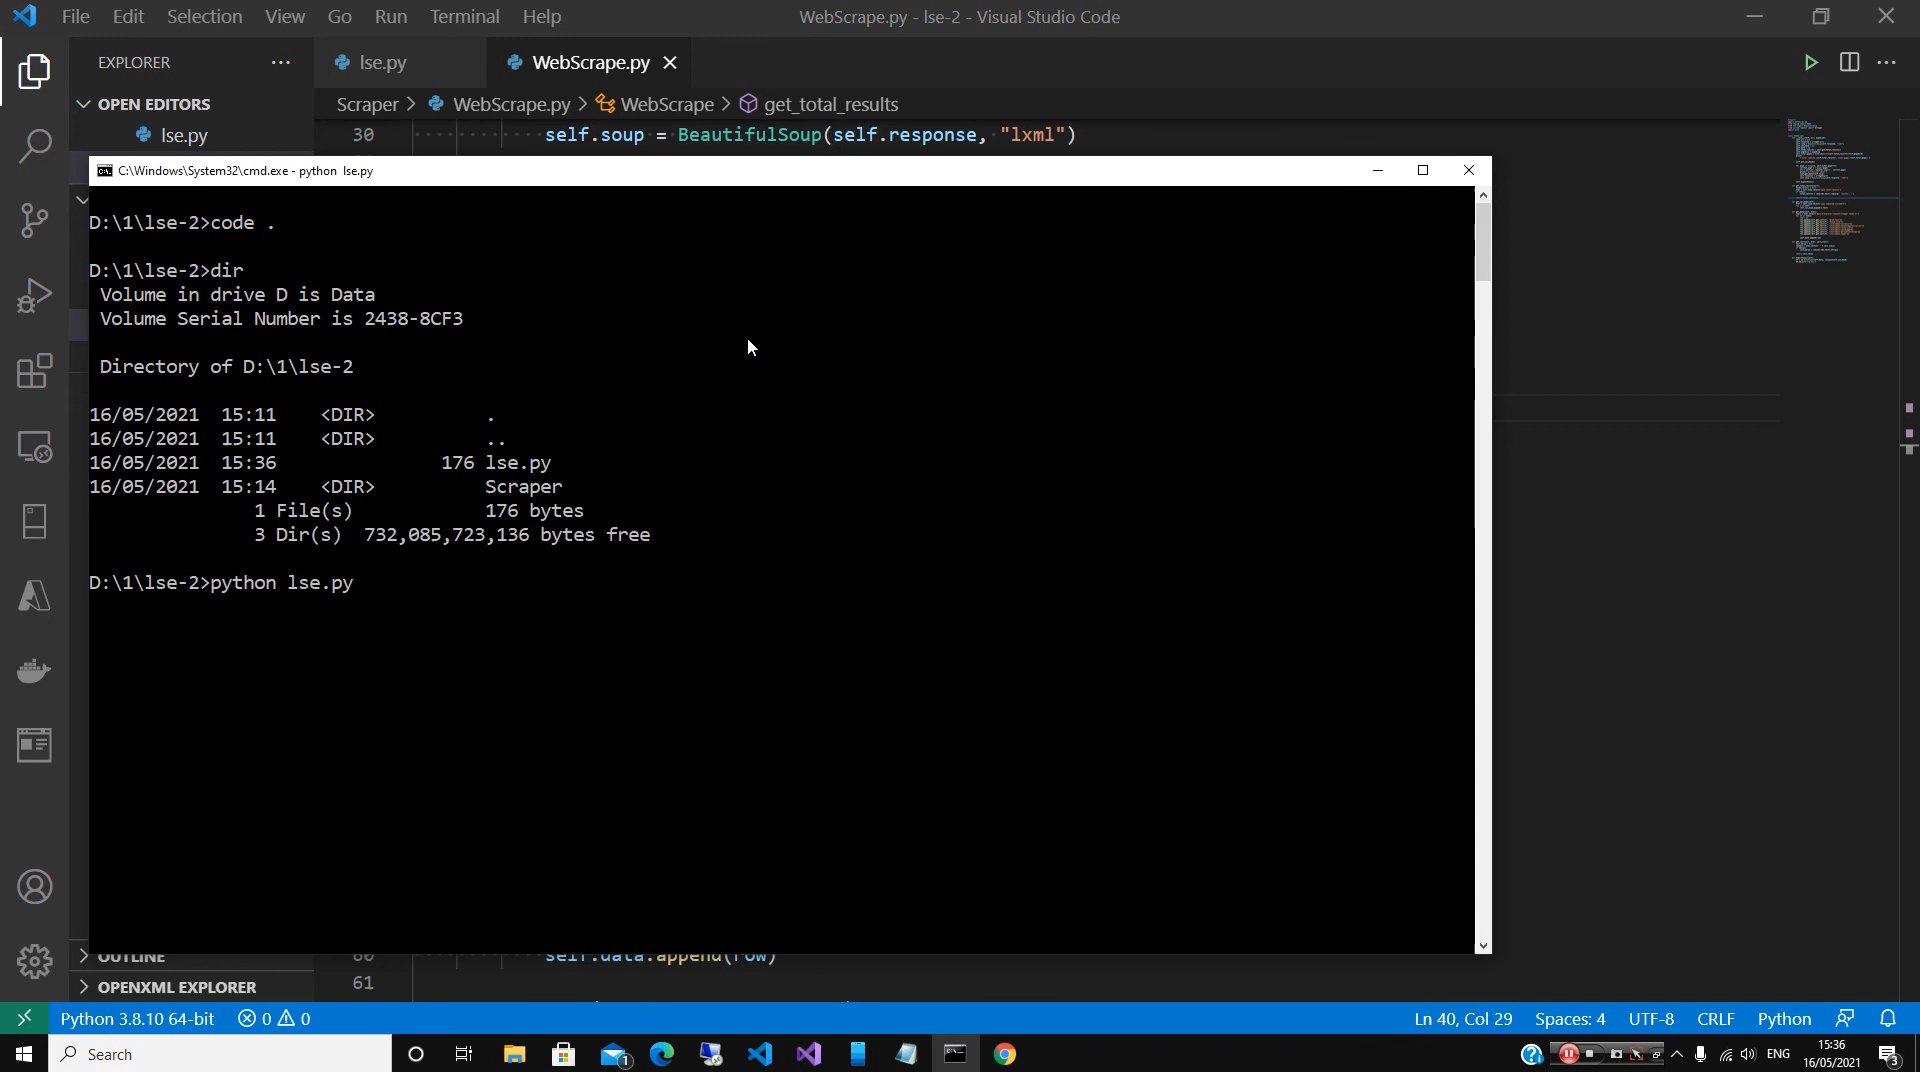 File Edit Selection View Go Run Terminal Help WebScrape.py - lse-2 - Visual Studio Code
EXPLORER lse.py WebScrape.py
OPEN EDITORS Scraper > WebScrape.py > WebScrape > get_total_results
lse.py 30 self.soup = BeautifulSoup(self.response, "lxml")
C:\Windows\System32\cmd.exe - python lse.py
D:\1\lse-2>code .
D:\1\lse-2>dir
Volume in drive D is Data
Volume Serial Number is 2438-8CF3
Directory of D:\1\lse-2
16/05/2021 15:11 <DIR> .
16/05/2021 15:11 <DIR> ..
16/05/2021 15:36 176 lse.py
16/05/2021 15:14 <DIR> Scraper
1 File(s) 176 bytes
3 Dir(s) 732,085,723,136 bytes free
D:\1\lse-2>python lse.py
OUTLINE 60 self.data.append(row)
OPENXML EXPLORER 61
Python 3.8.10 64-bit 0 0 Ln 40, Col 29 Spaces: 4 UTF-8 CRLF Python
Search 1 ENG 15:36
16/05/2021 3